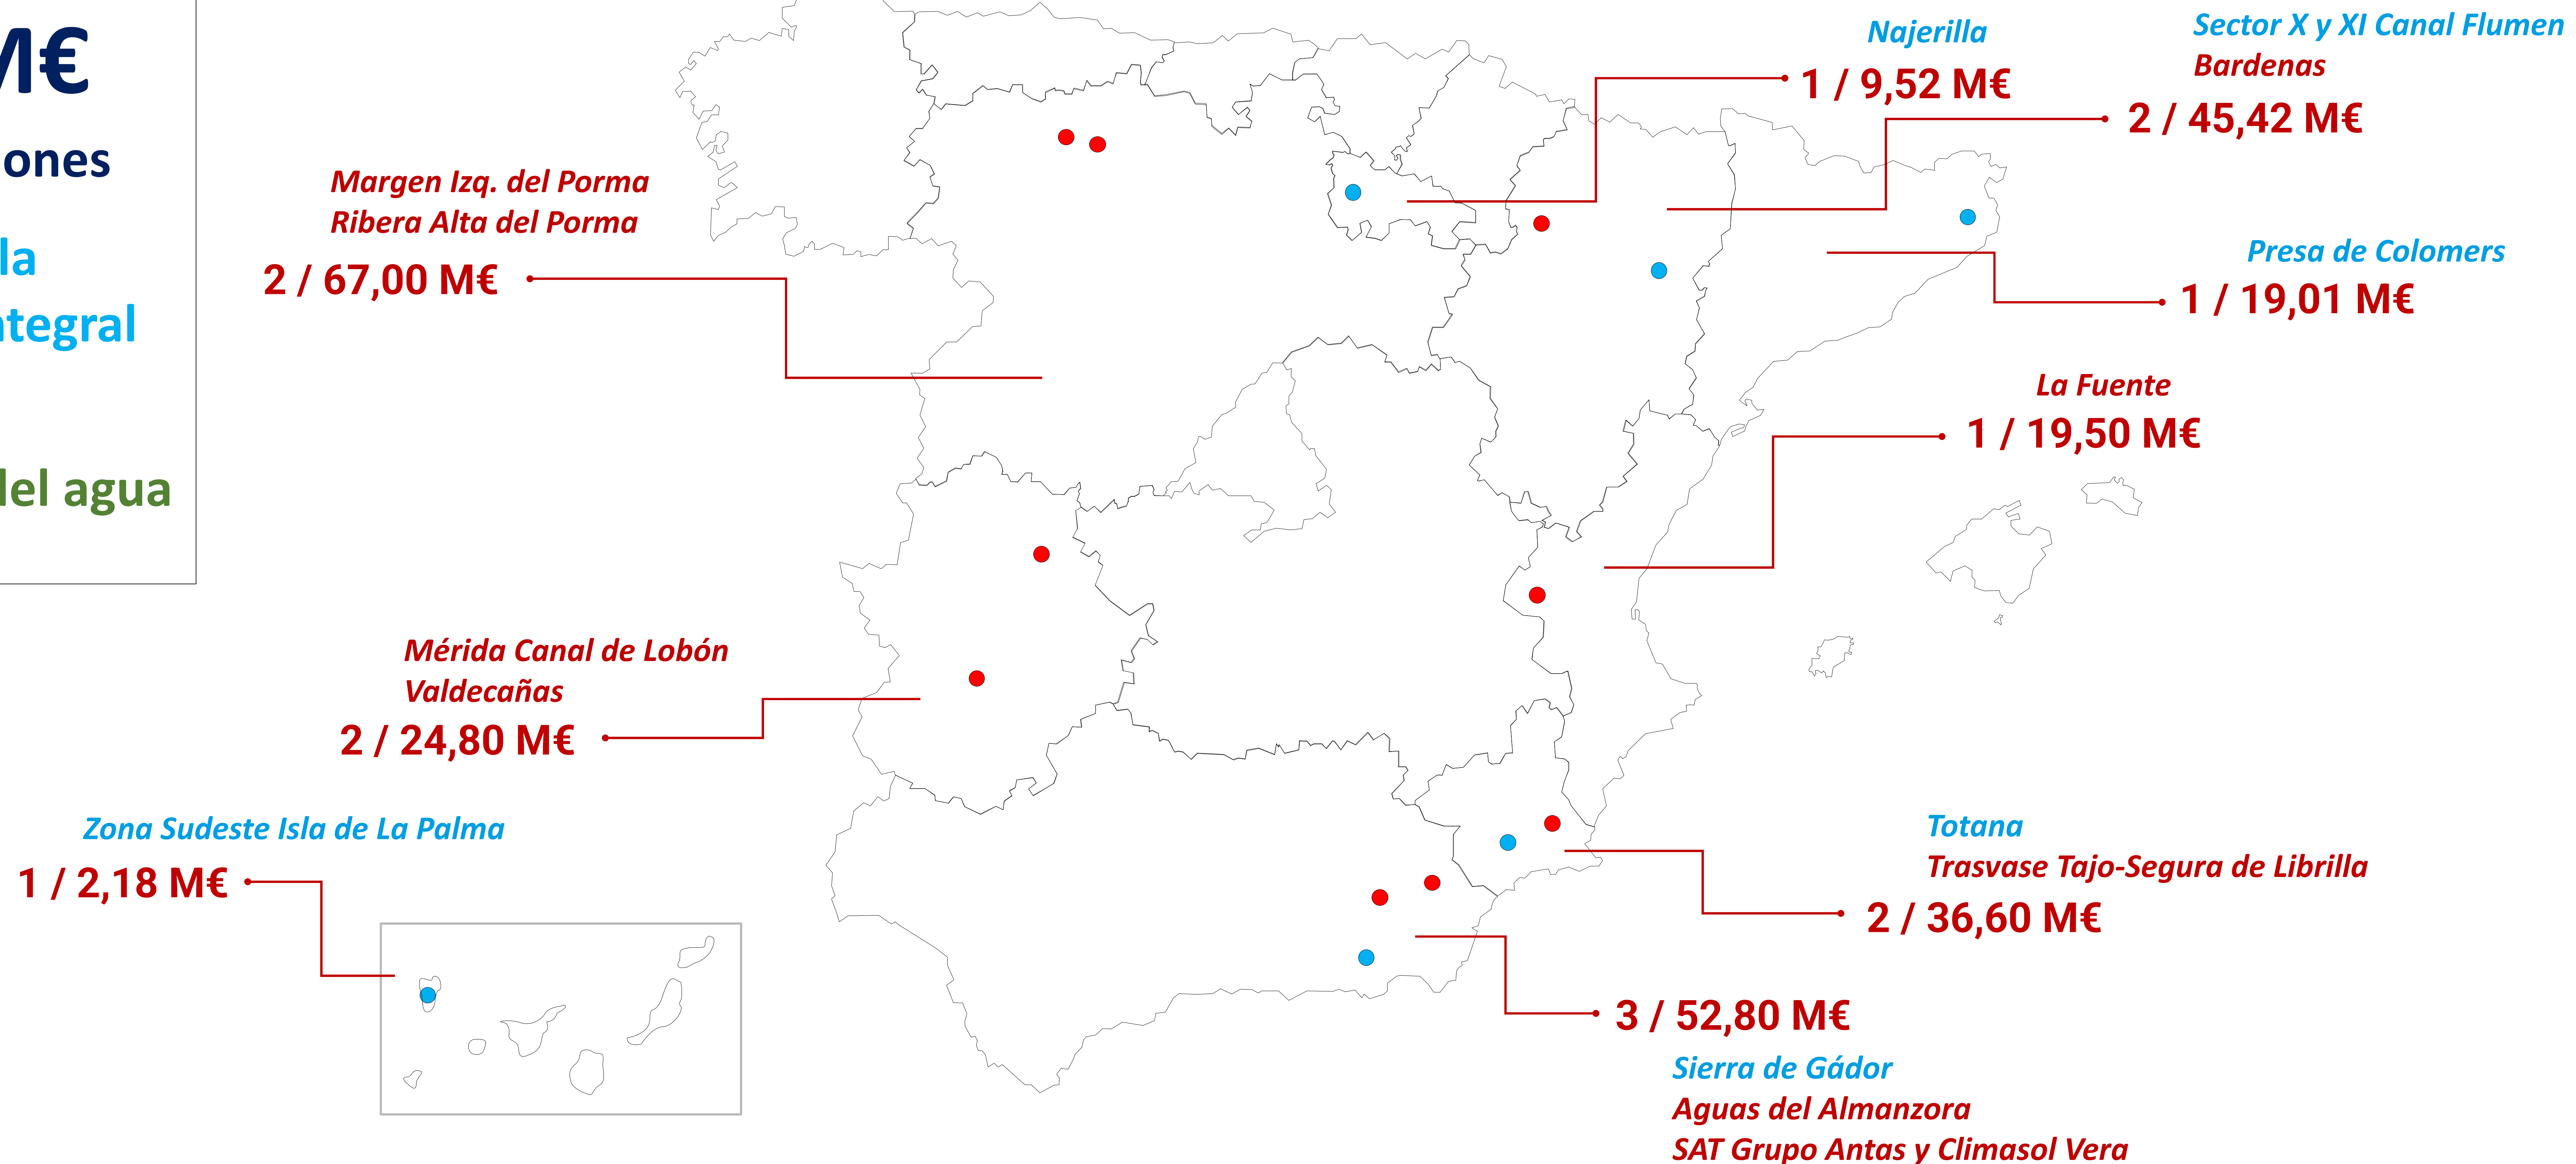 M€
la
del agua
Margen Izq. del Porma
Ribera Alta del Porma
2 / 67,00 M€
Mérida Canal de Lobón
Valdecañas
2 / 24,80 M€
Zona Sudeste Isla de La Palma
1 / 2,18 M€
Najerilla
1 / 9,52 M€
Sector X y XI Canal Flumen
Bardenas
2 / 45,42 M€
Presa de Colomers
1 / 19,01 M€
La Fuente
1 / 19,50 M€
Totana
Trasvase Tajo-Segura de Librilla
2 / 36,60 M€
3 / 52,80 M€
Sierra de Gádor
Aguas del Almanzora
SAT Grupo Antas y Climasol Vera